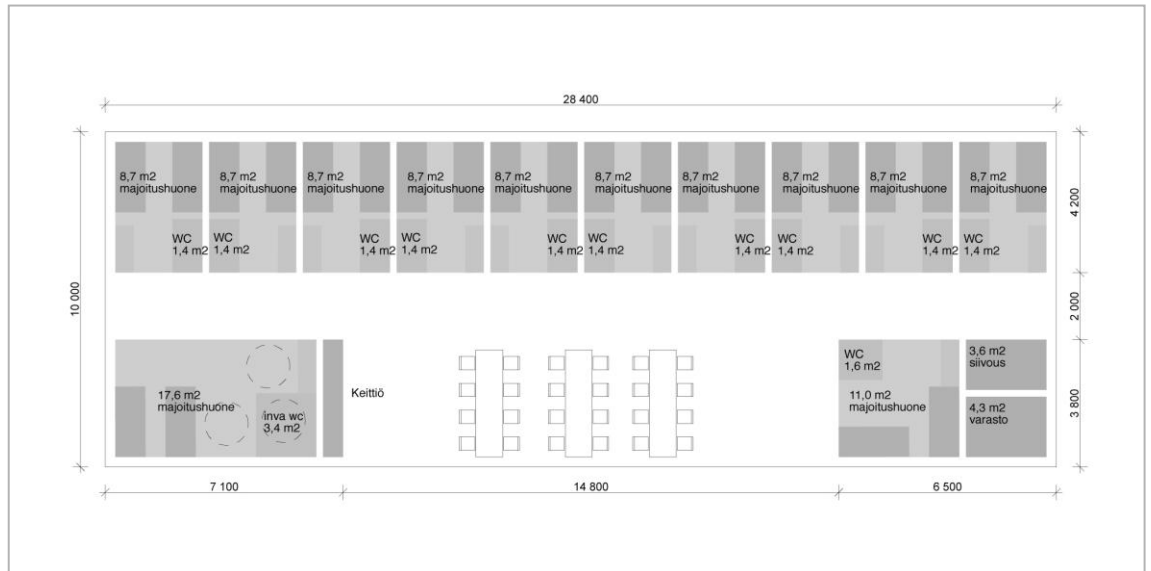 28 400
8,7 m2
majoitushuone
8,7 m2
majoitushuone
8,7 m2
majoitushuone
8,7 m2
majoitushuone
8,7 m2
majoitushuone
8,7 m2
majoitushuone
8,7 m2
majoitushuone
8,7 m2
majoitushuone
8,7 m2
majoitushuone
8,7 m2
majoitushuone
WC
1,4 m2
WC
1,4 m2
WC
1,4 m2
WC
1,4 m2
WC
1,4 m2
WC
1,4 m2
WC
1,4 m2
WC
1,4 m2
WC
1,4 m2
WC
1,4 m2
4 200
10 000
2 000
17,6 m2
majoitushuone
inva wc
3,4 m2
Keittiö
WC
1,6 m2
11,0 m2
majoitushuone
3,6 m2
siivous
4,3 m2
varasto
3 800
7 100
14 800
6 500